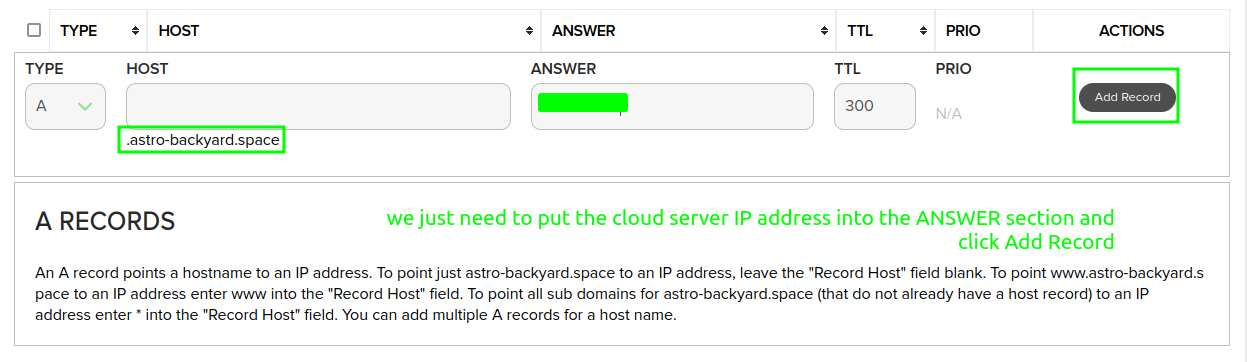 TYPE HOST ANSWER TTL PRIO ACTIONS
TYPE HOST ANSWER TTL PRIO
A 300 N/A Add Record
.astro-backyard.space
A RECORDS
we just need to put the cloud server IP address into the ANSWER section and
click Add Record
An A record points a hostname to an IP address. To point just astro-backyard.space to an IP address, leave the "Record Host" field blank. To point www.astro-backyard.s
pace to an IP address enter www into the "Record Host" field. To point all sub domains for astro-backyard.space (that do not already have a host record) to an IP
address enter * into the "Record Host" field. You can add multiple A records for a host name.